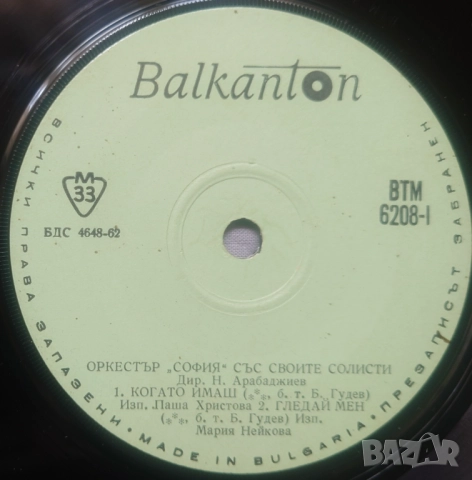 Balkanton
М
33
БДС 4648-62
ВТМ
6208-I
ОРКЕСТЪР „СОФИЯ“ СЪС СВОИТЕ СОЛИСТИ
Дир. Н. Арабаджиев
1. КОГАТО ИМАШ (*** , б. т. Б. Гудев)
Изп. Паша Христова 2. ГЛЕДАЙ МЕН
(*** , б. т. Б. Гудев) Изп.
Мария Нейкова
ВСИЧКИ ПРАВА ЗАПАЗЕНИ • MADE IN BULGARIA • ПРЕЗАПИСЪТ ЗАБРАНЕН
BAZAR
bg